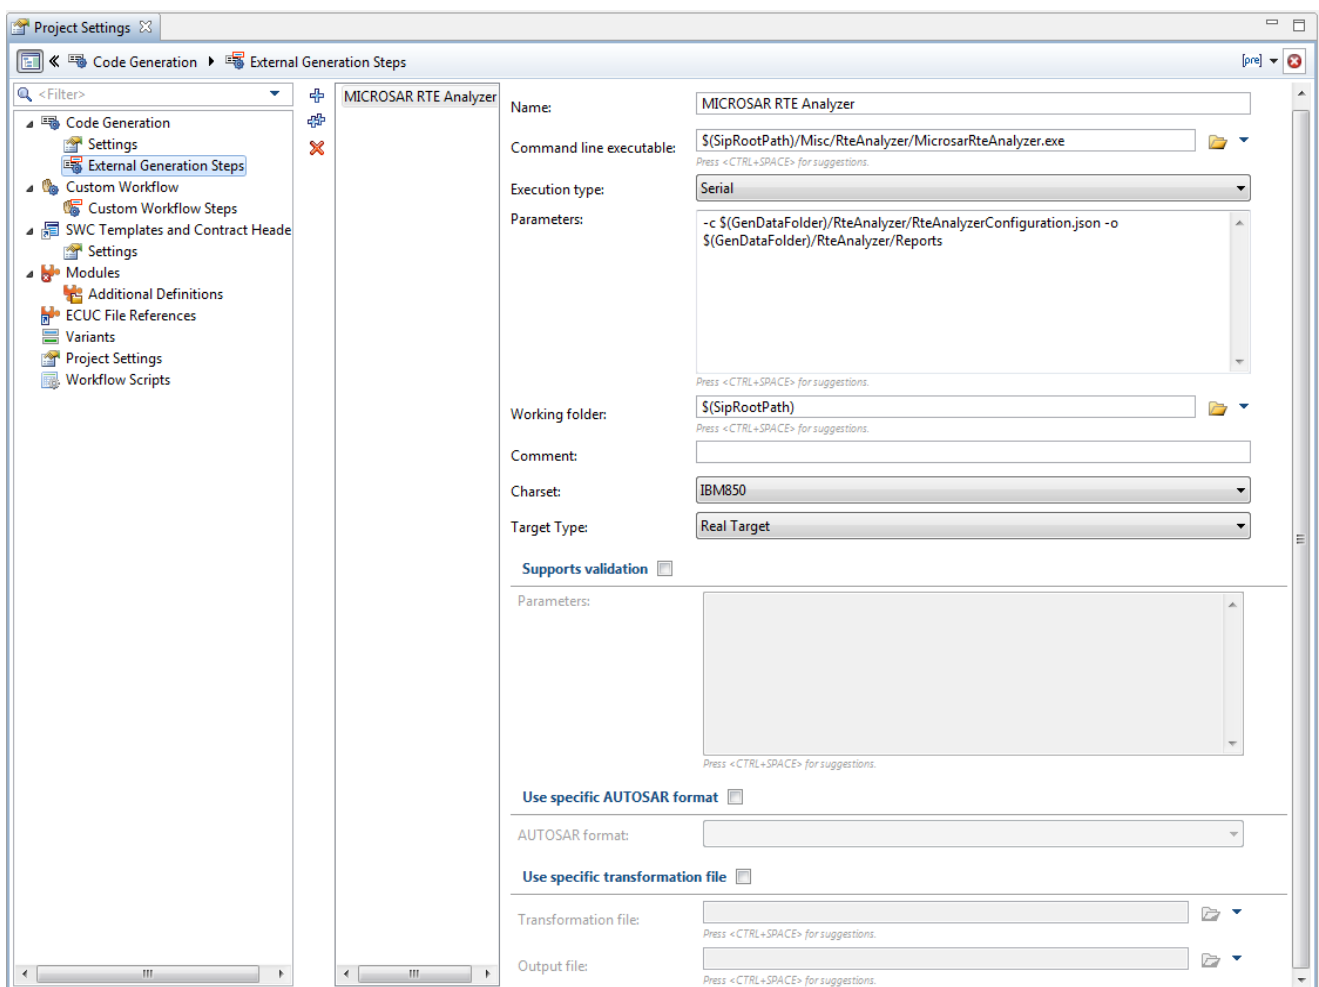 Project Settings
Code Generation
External Generation Steps
[pre]
<Filter>
Code Generation
Settings
External Generation Steps
Custom Workflow
Custom Workflow Steps
SWC Templates and Contract Heade
Settings
Modules
Additional Definitions
ECUC File References
Variants
Project Settings
Workflow Scripts
MICROSAR RTE Analyzer
Name:
MICROSAR RTE Analyzer
Command line executable:
$(SipRootPath)/Misc/RteAnalyzer/MicrosarRteAnalyzer.exe
Press <CTRL+SPACE> for suggestions.
Execution type:
Serial
Parameters:
-c $(GenDataFolder)/RteAnalyzer/RteAnalyzerConfiguration.json -o
$(GenDataFolder)/RteAnalyzer/Reports
Press <CTRL+SPACE> for suggestions.
Working folder:
$(SipRootPath)
Press <CTRL+SPACE> for suggestions.
Comment:
Charset:
IBM850
Target Type:
Real Target
Supports validation
Parameters:
Press <CTRL+SPACE> for suggestions.
Use specific AUTOSAR format
AUTOSAR format:
Use specific transformation file
Transformation file:
Press <CTRL+SPACE> for suggestions.
Output file:
Press <CTRL+SPACE> for suggestions.